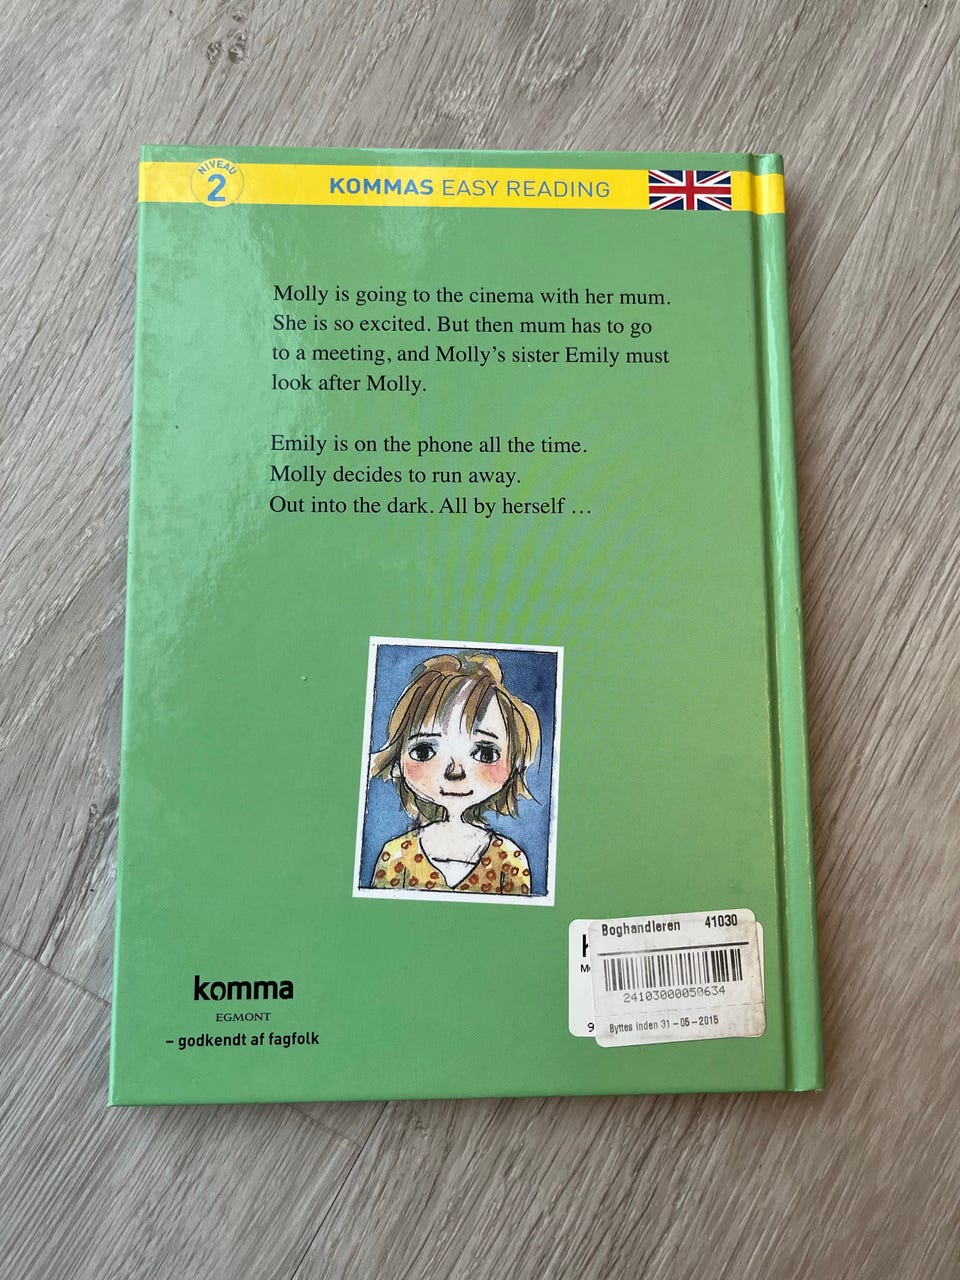 NIVEAU
2
KOMMAS EASY READING
Molly is going to the cinema with her mum.
She is so excited. But then mum has to go
to a meeting, and Molly's sister Emily must
look after Molly.
Emily is on the phone all the time.
Molly decides to run away.
Out into the dark. All by herself …
komma
EGMONT
– godkendt af fagfolk
Boghandleren 41030
24103000050634
Byttes inden 31-05-2015